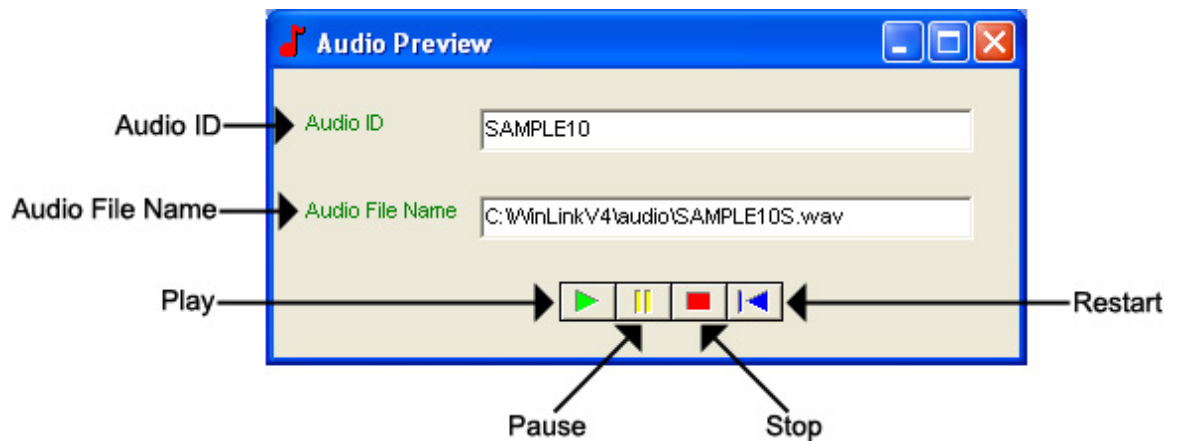 Audio Preview
Audio ID
Audio ID
SAMPLE10
Audio File Name
Audio File Name
C:\WinLinkV4\audio\SAMPLE10S.wav
Play
Restart
Pause
Stop